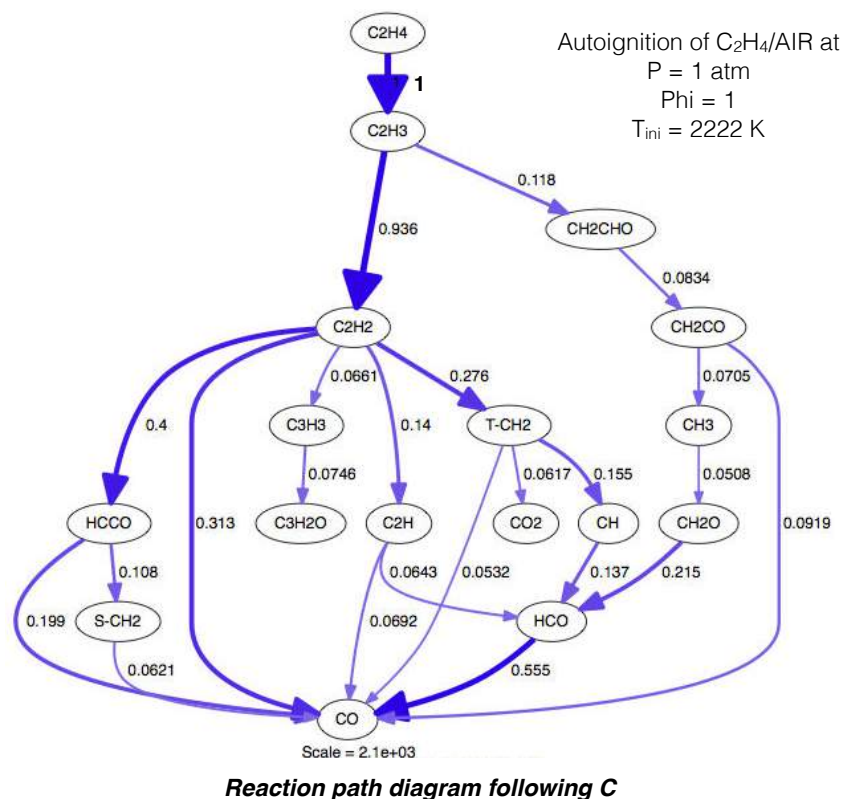 C2H4
Autoignition of C₂H₄/AIR at
P = 1 atm
Phi = 1
Tini = 2222 K
1
C2H3
0.118
0.936
CH2CHO
0.0834
C2H2
CH2CO
0.0661
0.276
0.0705
0.4
C3H3
0.14
T-CH2
CH3
0.0746
0.0617
0.155
0.0508
HCCO
0.313
C3H2O
C2H
CO2
CH
CH2O
0.0919
0.108
0.0643
0.0532
0.137
0.215
0.199
S-CH2
0.0692
HCO
0.0621
0.555
CO
Scale = 2.1e+03
Reaction path diagram following C